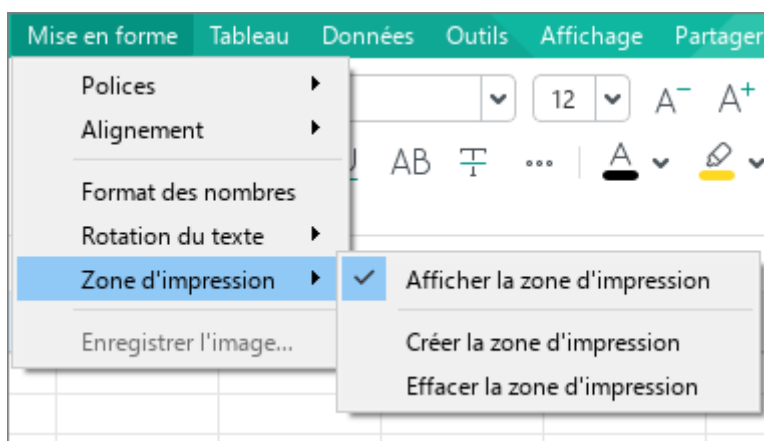 Mise en forme Tableau Données Outils Affichage Partager
Polices
12 A- A+
Alignement
U AB T A
Format des nombres
Rotation du texte
Zone d'impression
Afficher la zone d'impression
Enregistrer l'image...
Créer la zone d'impression
Effacer la zone d'impression